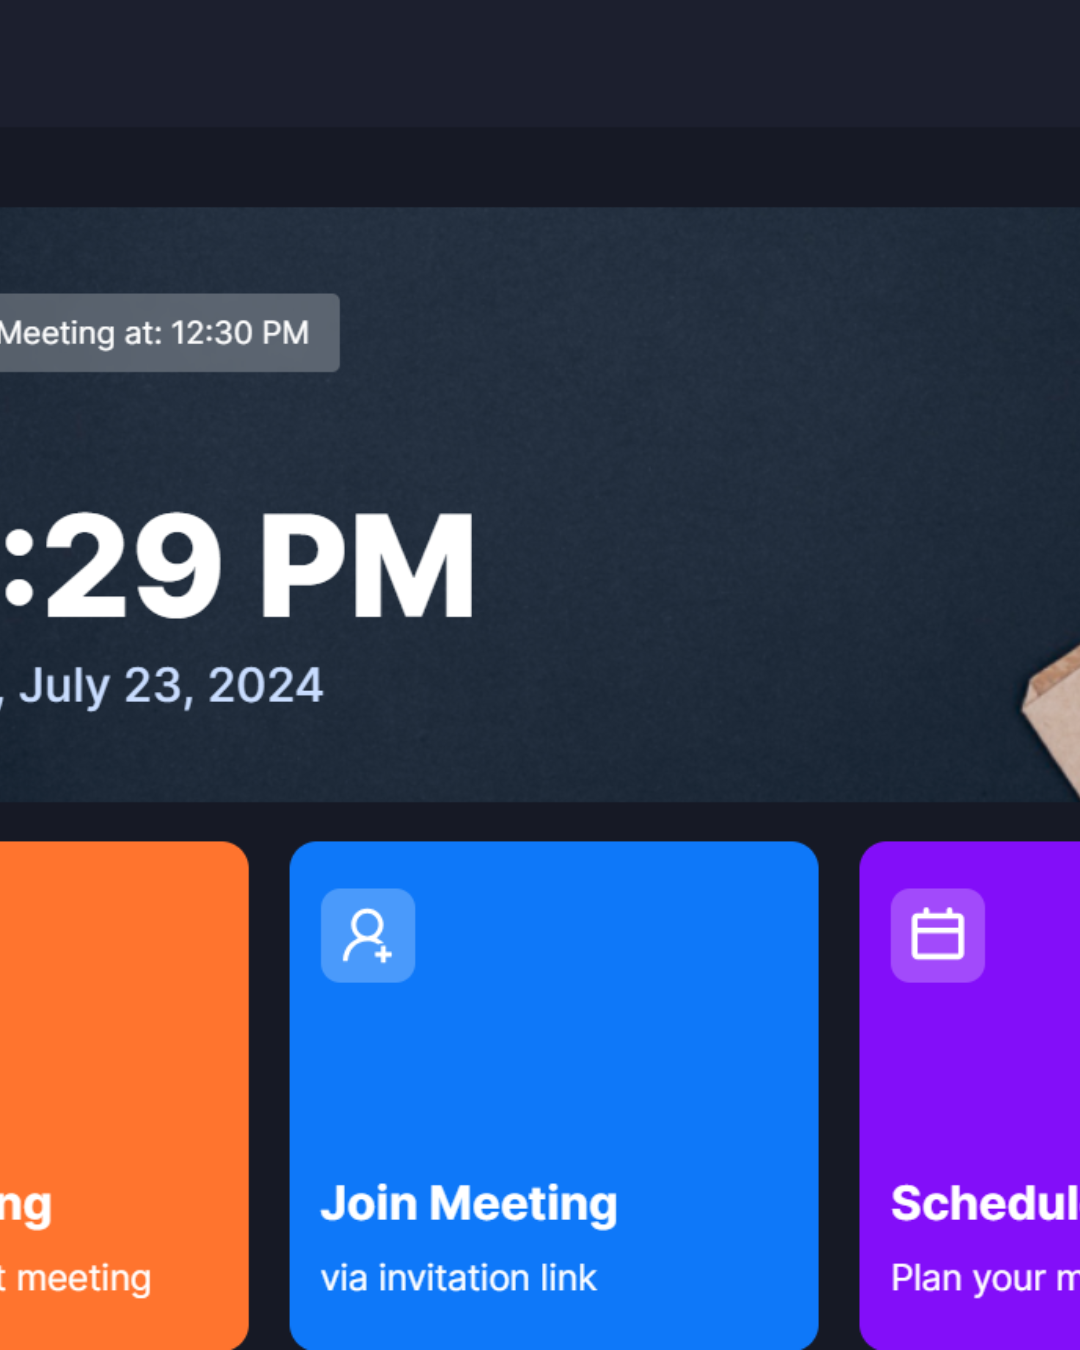 Meeting at: 12:30 PM
:29 PM
, July 23, 2024
ng
t meeting
Join Meeting
via invitation link
Schedul
Plan your m